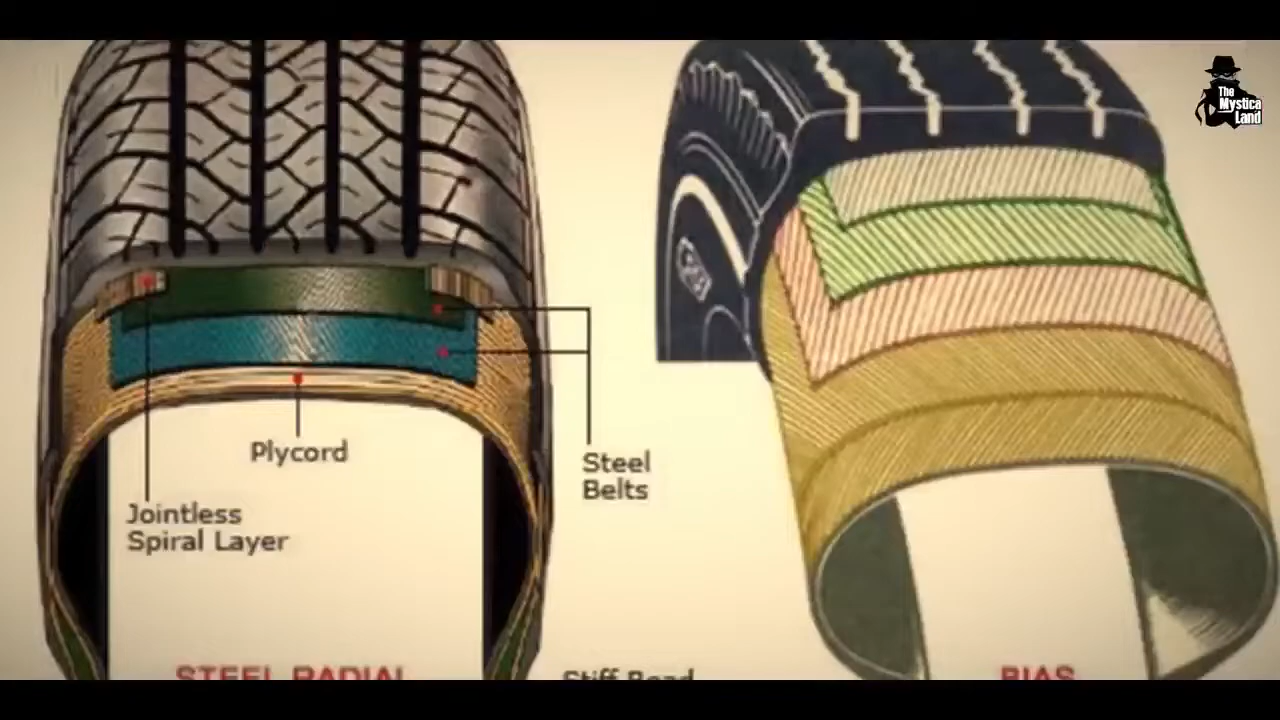 The
Mystica
Land
Plycord
Steel
Belts
Jointless
Spiral Layer
STEEL RADIAL
Stiff Bead
BIAS